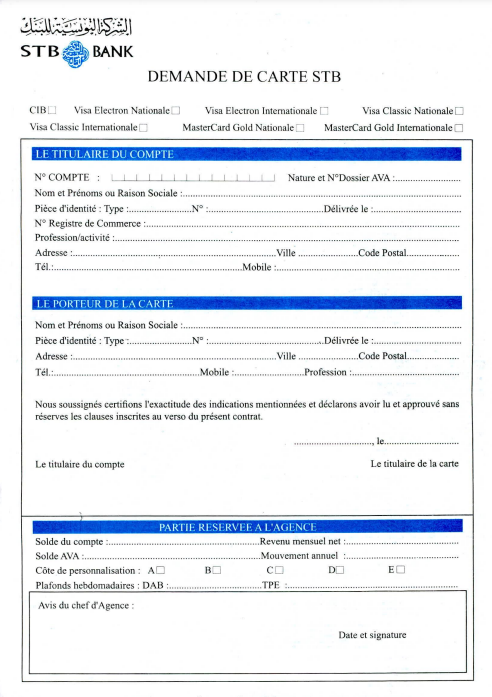 الشركة التونسية للبنك
STB BANK
DEMANDE DE CARTE STB
CIB Visa Electron Nationale Visa Electron Internationale Visa Classic Nationale
Visa Classic Internationale MasterCard Gold Nationale MasterCard Gold Internationale
LE TITULAIRE DU COMPTE
N° COMPTE : Nature et N°Dossier AVA :
Nom et Prénoms ou Raison Sociale :
Pièce d'identité : Type : N° : Délivrée le :
N° Registre de Commerce :
Profession/activité :
Adresse : Ville Code Postal
Tél.: Mobile :
LE PORTEUR DE LA CARTE
Nom et Prénoms ou Raison Sociale :
Pièce d'identité : Type : N° : Délivrée le :
Adresse : Ville Code Postal
Tél.: Mobile : Profession :
Nous soussignés certifions l'exactitude des indications mentionnées et déclarons avoir lu et approuvé sans
réserves les clauses inscrites au verso du présent contrat.
, le
Le titulaire du compte Le titulaire de la carte
PARTIE RESERVEE A L'AGENCE
Solde du compte : Revenu mensuel net :
Solde AVA : Mouvement annuel :
Côte de personnalisation : A B C D E
Plafonds hebdomadaires : DAB : TPE :
Avis du chef d'Agence :
Date et signature